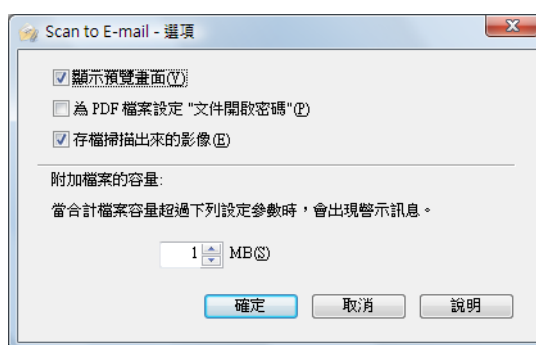 Scan to E-mail - 選項
顯示預覽畫面(V)
為 PDF 檔案設定 "文件開啟密碼"(P)
存檔掃描出來的影像(E)
附加檔案的容量:
當合計檔案容量超過下列設定參數時，會出現警示訊息。
1 MB(S)
確定 取消 說明